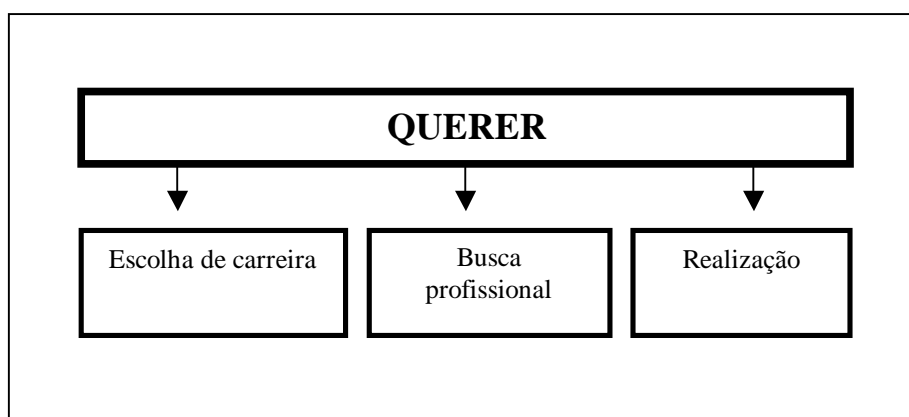 QUERER
Escolha de carreira
Busca
profissional
Realização